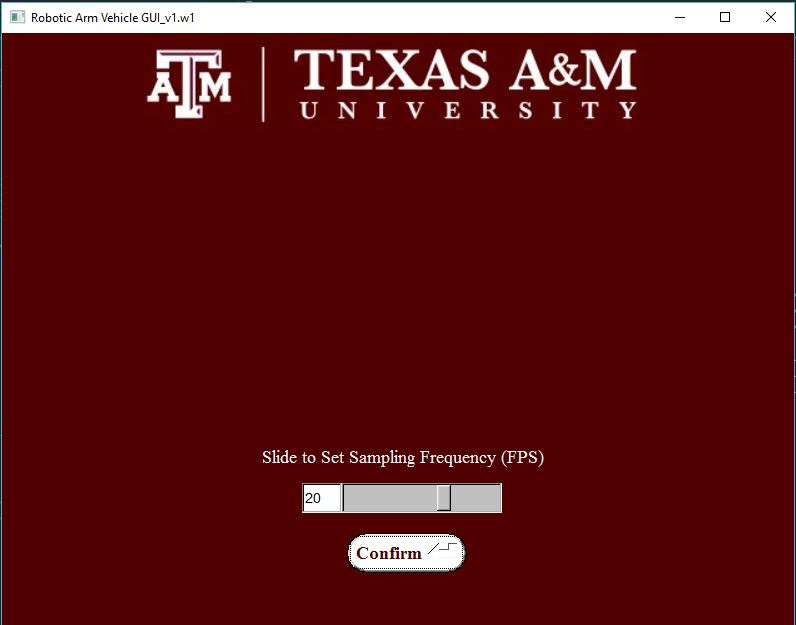 Robotic Arm Vehicle GUI_v1.w1
ATM | TEXAS A&M
UNIVERSITY
Slide to Set Sampling Frequency (FPS)
20
Confirm